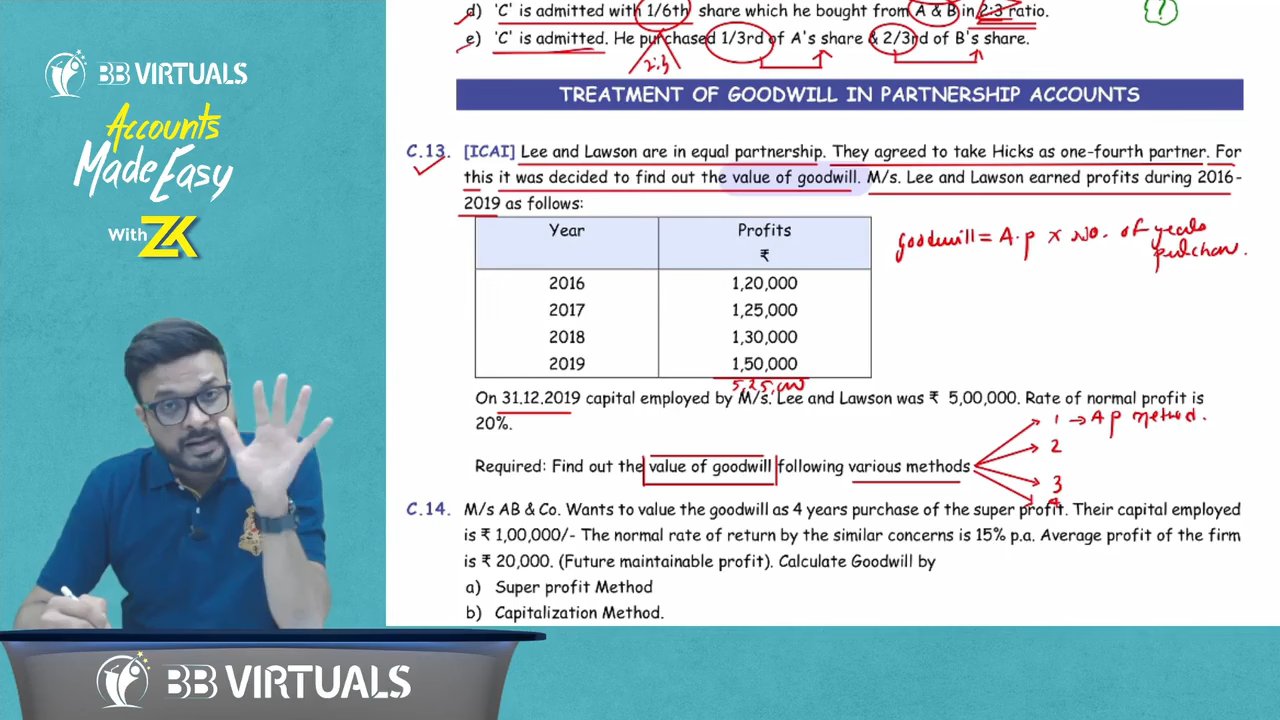 d) 'C' is admitted with 1/6th share which he bought from A & B in 2:3 ratio.
(?)
e) 'C' is admitted. He purchased 1/3rd of A's share & 2/3rd of B's share.
2:3
BB VIRTUALS
Accounts
Made Easy
With ZK
TREATMENT OF GOODWILL IN PARTNERSHIP ACCOUNTS
C.13. [ICAI] Lee and Lawson are in equal partnership. They agreed to take Hicks as one-fourth partner. For
this it was decided to find out the value of goodwill. M/s. Lee and Lawson earned profits during 2016-
2019 as follows:
Year Profits
₹
2016 1,20,000
2017 1,25,000
2018 1,30,000
2019 1,50,000
5,25,000
goodwill = A.p x No. of years
purchase.
On 31.12.2019 capital employed by M/s. Lee and Lawson was ₹ 5,00,000. Rate of normal profit is
20%.
1 → A p method.
2
Required: Find out the value of goodwill following various methods
3
4
C.14. M/s AB & Co. Wants to value the goodwill as 4 years purchase of the super profit. Their capital employed
is ₹ 1,00,000/- The normal rate of return by the similar concerns is 15% p.a. Average profit of the firm
is ₹ 20,000. (Future maintainable profit). Calculate Goodwill by
a) Super profit Method
b) Capitalization Method.
BB VIRTUALS